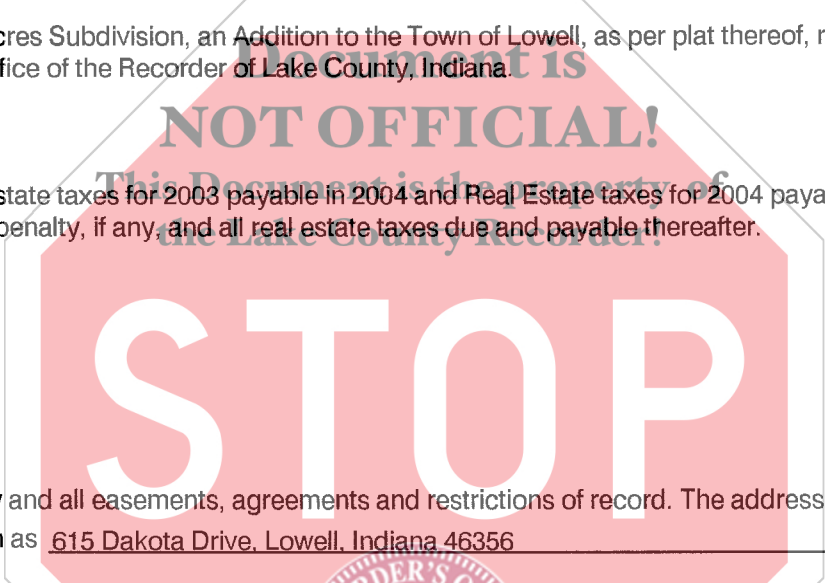 cres Subdivision, an Addition to the Town of Lowell, as per plat thereof, r
fice of the Recorder of Lake County, Indiana.
Document is
NOT OFFICIAL!
This Document is the property of
the Lake County Recorder!
state taxes for 2003 payable in 2004 and Real Estate taxes for 2004 paya
penalty, if any, and all real estate taxes due and payable thereafter.
STOP
and all easements, agreements and restrictions of record. The address
as 615 Dakota Drive, Lowell, Indiana 46356
RDER'S O